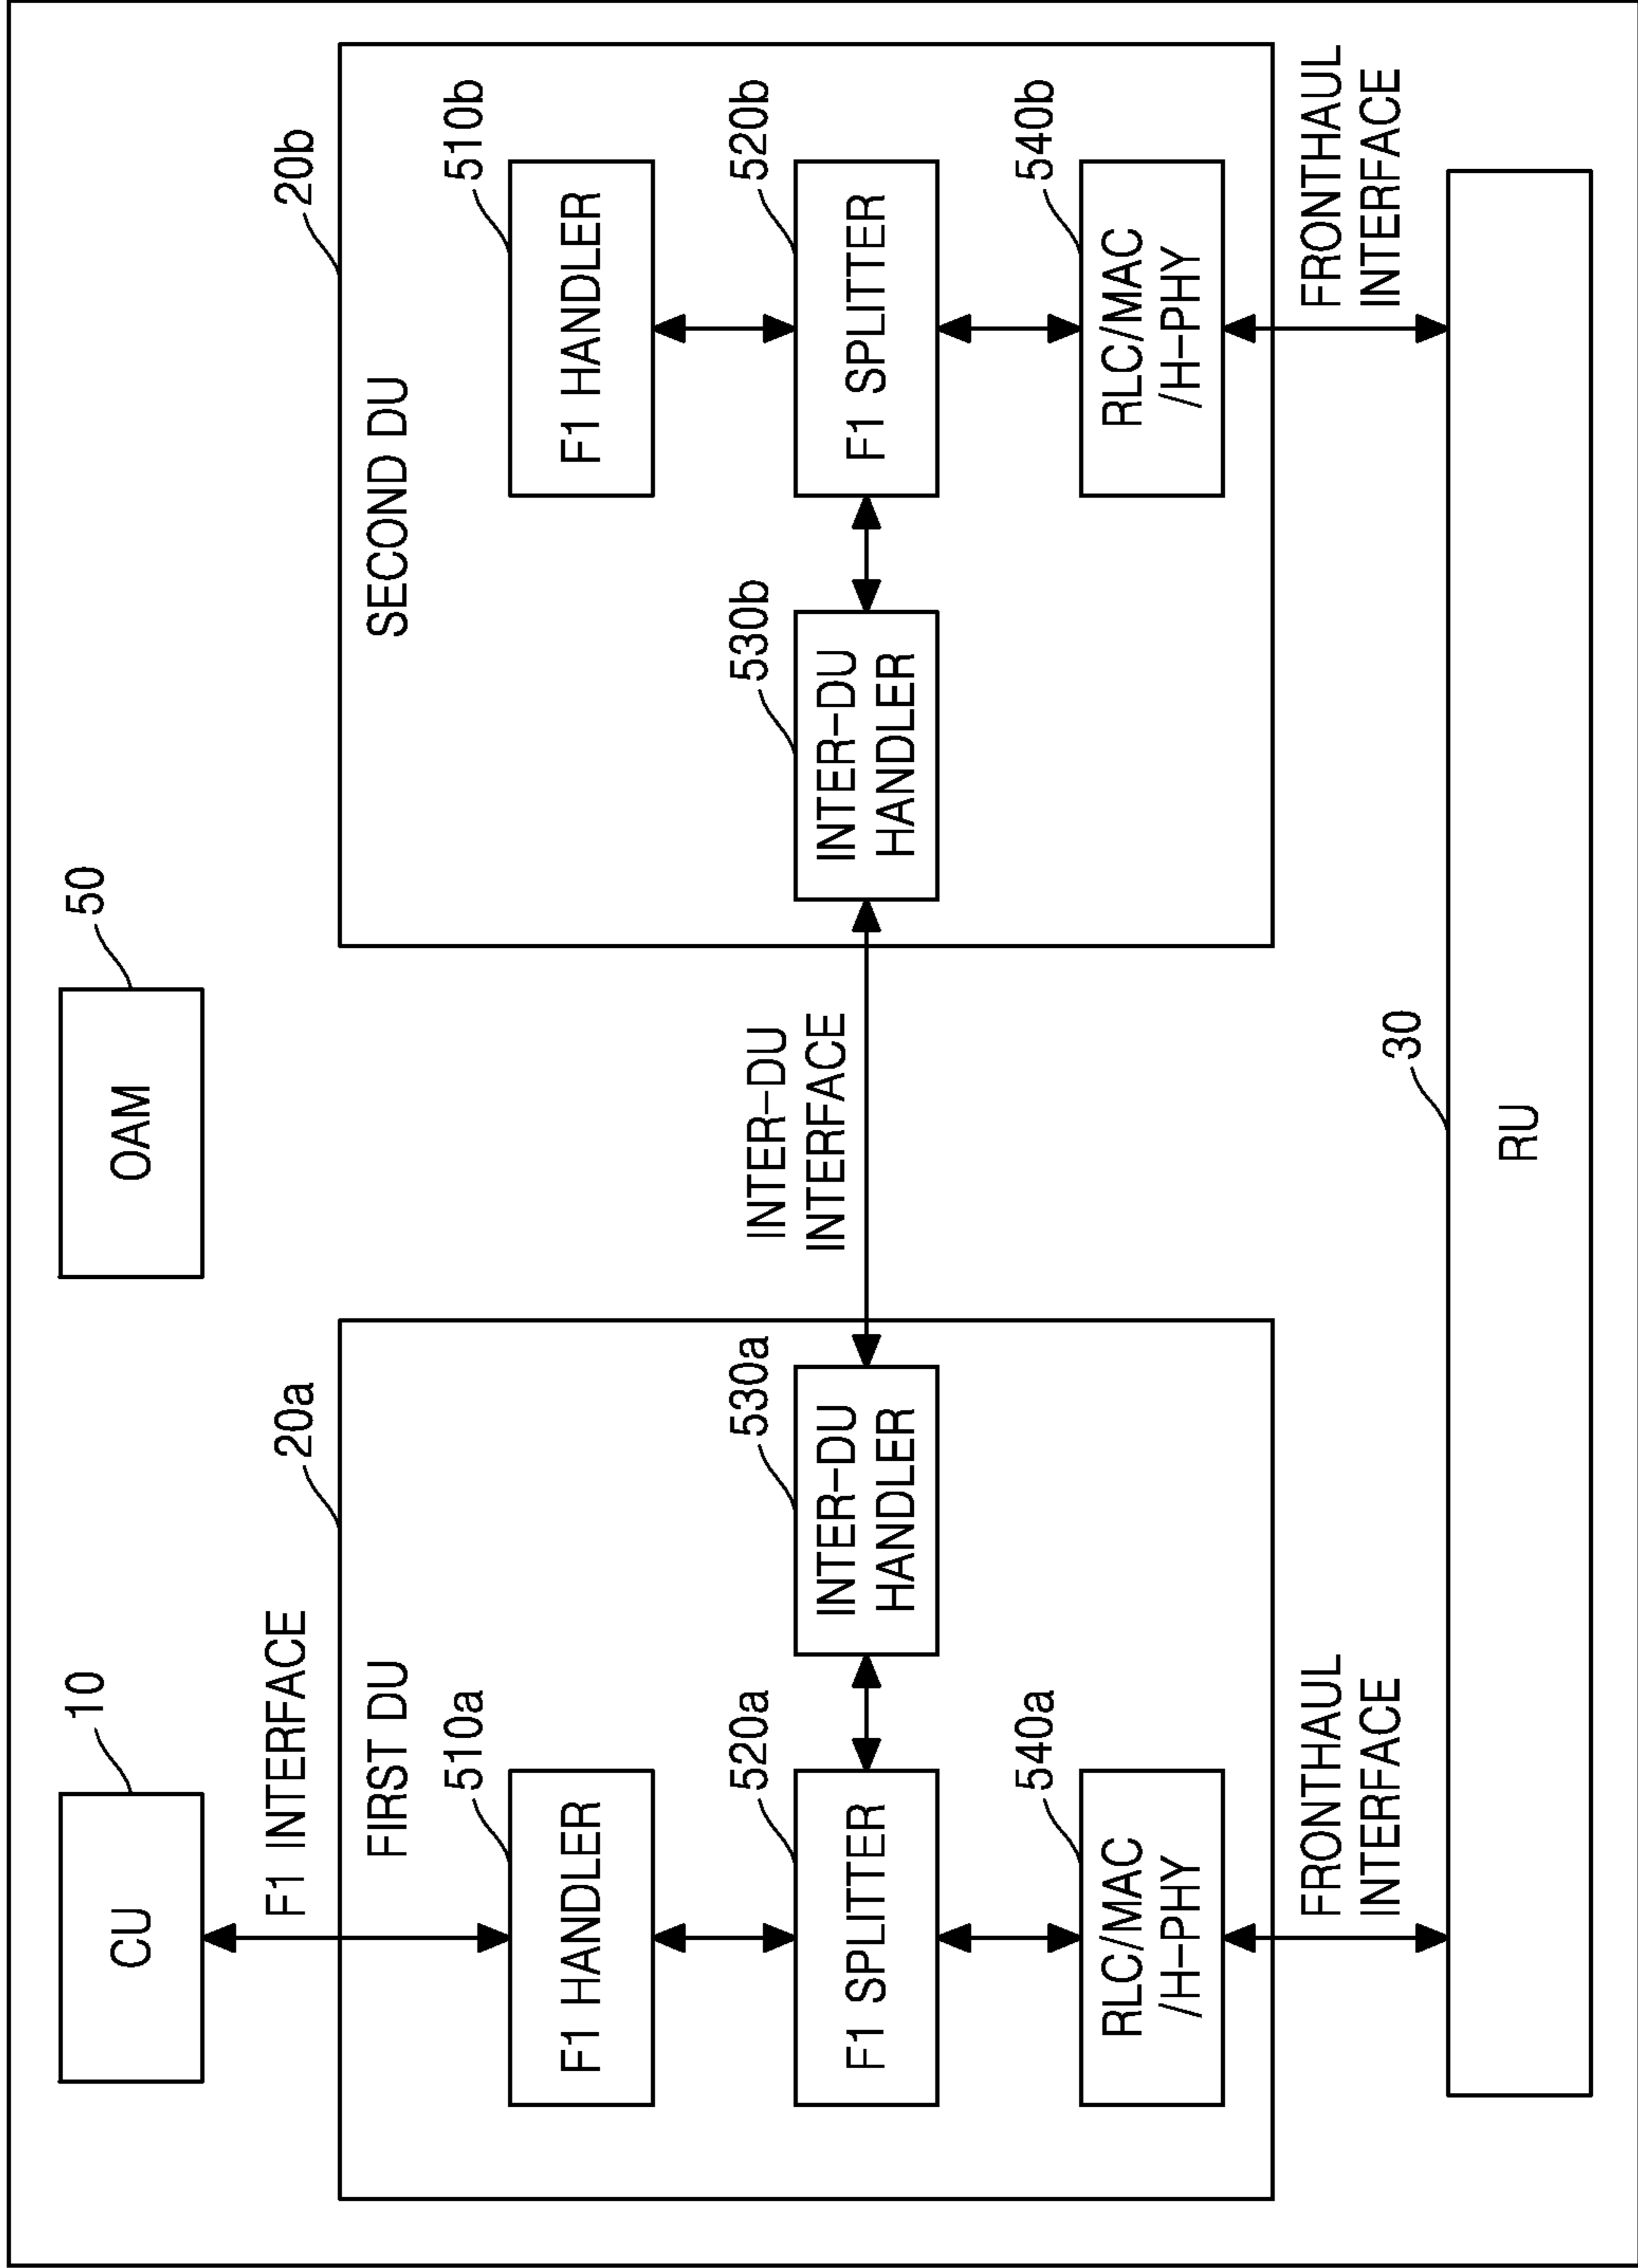 10
CU
50
OAM
F1 INTERFACE
20a
20b
FIRST DU
SECOND DU
510a
F1 HANDLER
510b
F1 HANDLER
520a
F1 SPLITTER
530a
INTER-DU
HANDLER
INTER-DU
INTERFACE
530b
INTER-DU
HANDLER
520b
F1 SPLITTER
540a
RLC/MAC
/H-PHY
540b
RLC/MAC
/H-PHY
FRONTHAUL
INTERFACE
FRONTHAUL
INTERFACE
30
RU